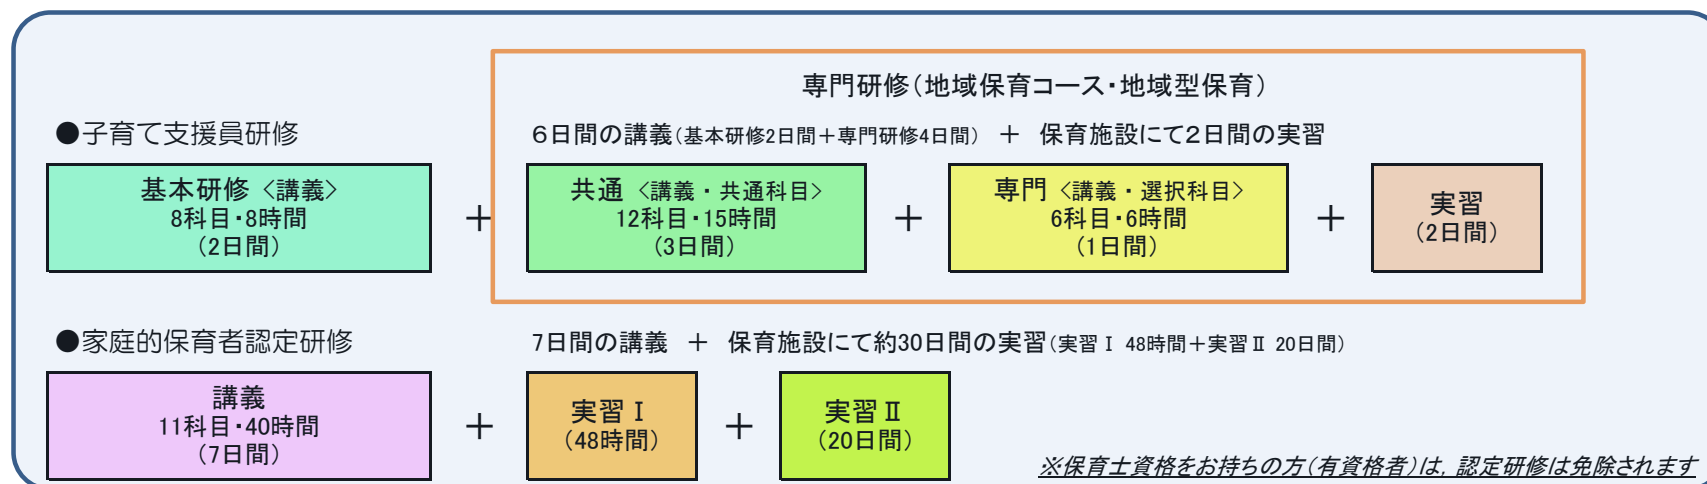 専門研修(地域保育コース・地域型保育)
●子育て支援員研修
6日間の講義(基本研修2日間+専門研修4日間) + 保育施設にて2日間の実習
基本研修 <講義>
8科目・8時間
(2日間)
+
共通 <講義・共通科目>
12科目・15時間
(3日間)
+
専門 <講義・選択科目>
6科目・6時間
(1日間)
+
実習
(2日間)
●家庭的保育者認定研修
7日間の講義 + 保育施設にて約30日間の実習(実習Ⅰ 48時間+実習Ⅱ 20日間)
講義
11科目・40時間
(7日間)
+
実習Ⅰ
(48時間)
+
実習Ⅱ
(20日間)
※保育士資格をお持ちの方(有資格者)は,認定研修は免除されます